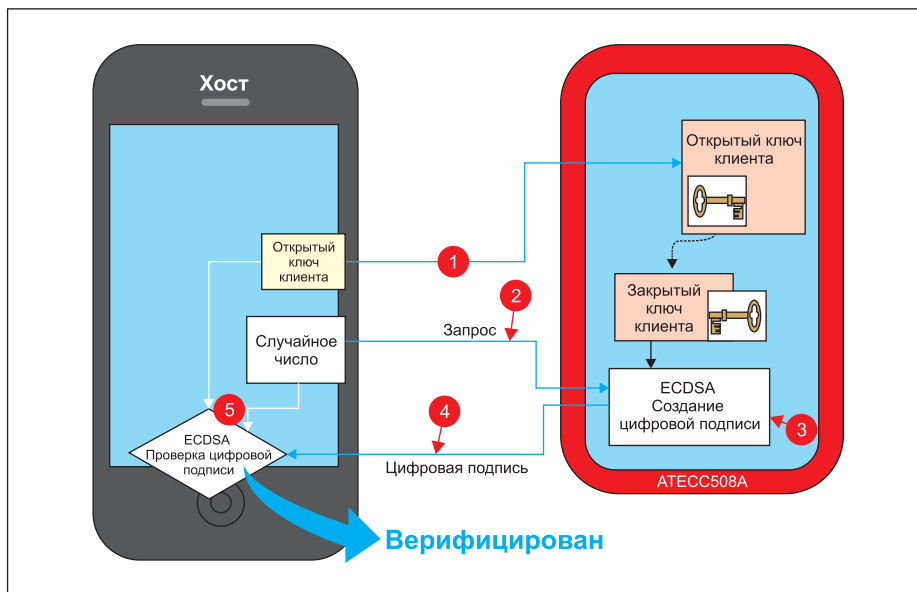 Хост
Открытый ключ
клиента
Открытый
ключ
клиента
1
2
Закрытый
ключ
клиента
Запрос
Случайное
число
ECDSA
Создание
цифровой подписи
3
4
5
ECDSA
Проверка цифровой
подписи
Цифровая подпись
ATECC508A
Верифицирован